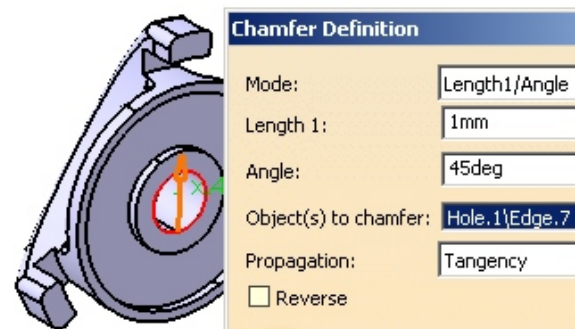 Chamfer Definition
Mode: Length1/Angle
Length 1: 1mm
Angle: 45deg
Object(s) to chamfer: Hole.1\Edge.7
Propagation: Tangency
Reverse
x